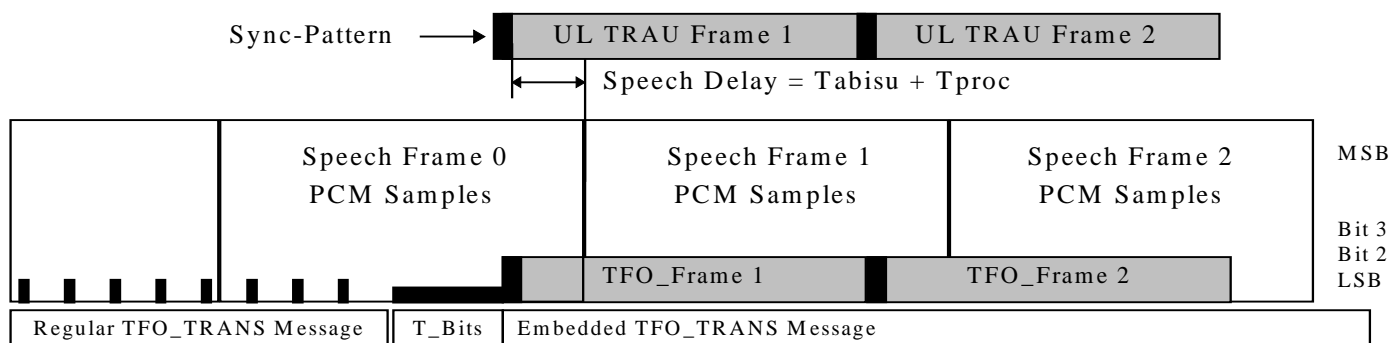 Sync-Pattern UL TRAU Frame 1 UL TRAU Frame 2
Speech Delay = Tabisu + Tproc
Speech Frame 0 Speech Frame 1 Speech Frame 2 MSB
PCM Samples PCM Samples PCM Samples
Bit 3
Bit 2
TFO_Frame 1 TFO_Frame 2 LSB
Regular TFO_TRANS Message T_Bits Embedded TFO_TRANS Message